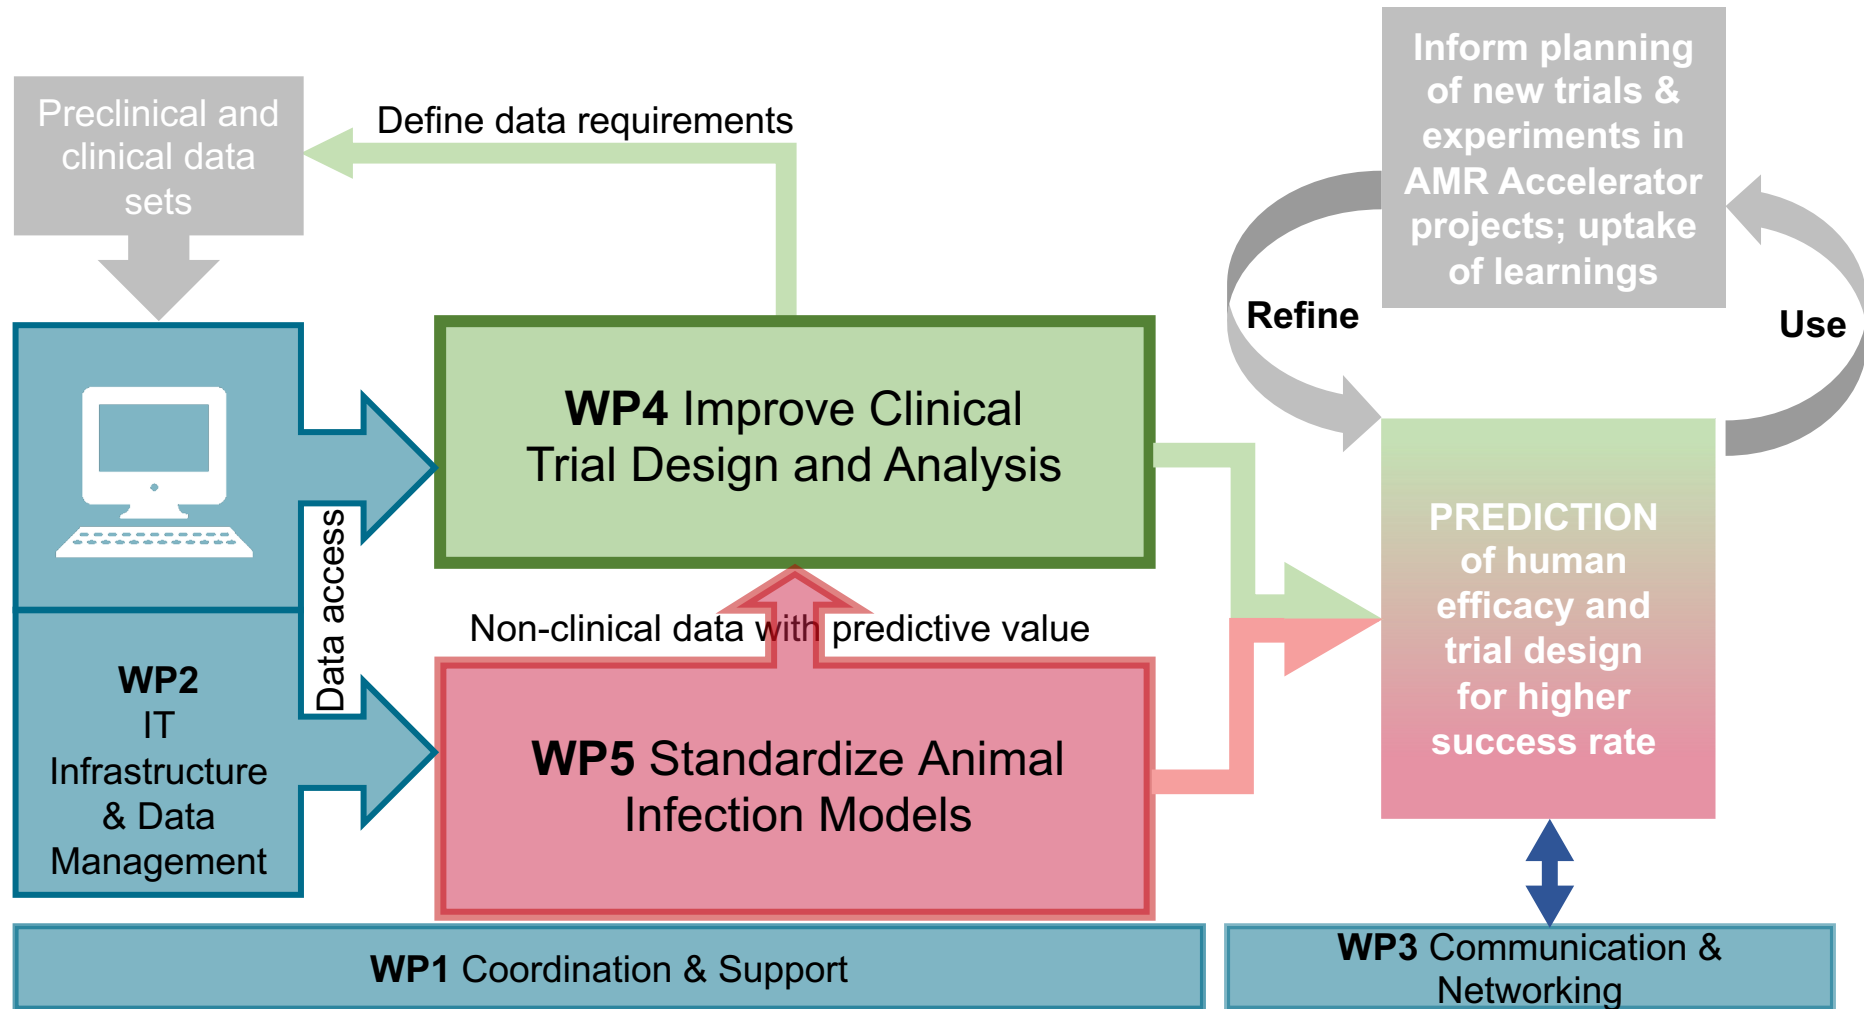 Preclinical and
clinical data
sets
Define data requirements
Inform planning
of new trials &
experiments in
AMR Accelerator
projects; uptake
of learnings
Refine
Use
WP4 Improve Clinical
Trial Design and Analysis
Data access
Non-clinical data with predictive value
WP2
IT
Infrastructure
& Data
Management
WP5 Standardize Animal
Infection Models
PREDICTION
of human
efficacy and
trial design
for higher
success rate
WP1 Coordination & Support
WP3 Communication &
Networking